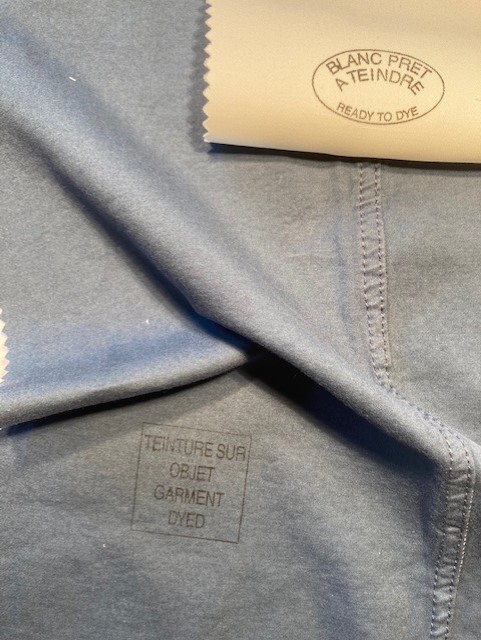 BLANC PRET
A TEINDRE
READY TO DYE
TEINTURE SUR
OBJET
GARMENT
DYED